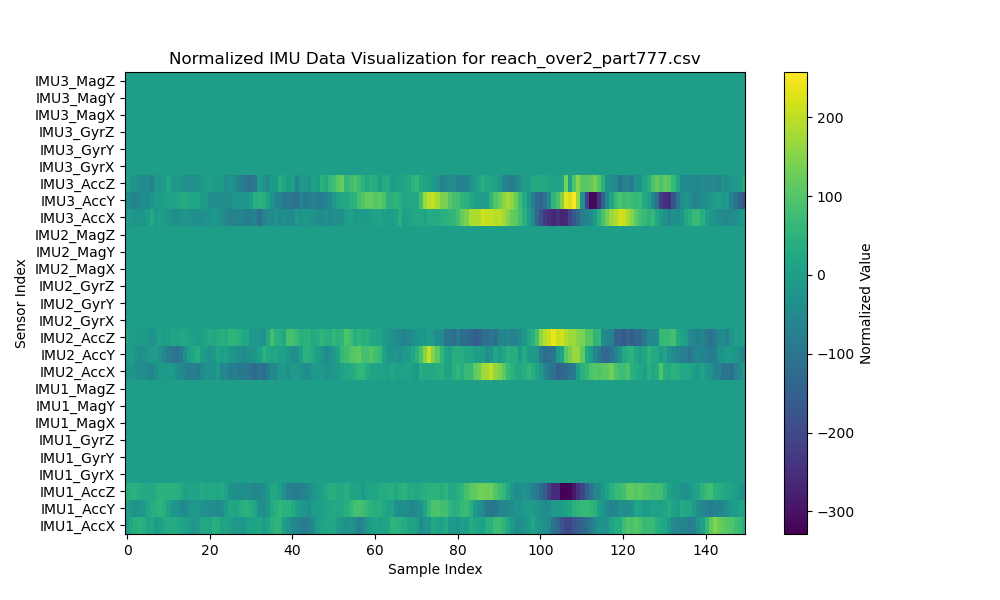 Normalized IMU Data Visualization for reach_over2_part777.csv
IMU3_MagZ
IMU3_MagY
IMU3_MagX
IMU3_GyrZ
IMU3_GyrY
IMU3_GyrX
IMU3_AccZ
IMU3_AccY
IMU3_AccX
IMU2_MagZ
IMU2_MagY
IMU2_MagX
IMU2_GyrZ
IMU2_GyrY
IMU2_GyrX
IMU2_AccZ
IMU2_AccY
IMU2_AccX
IMU1_MagZ
IMU1_MagY
IMU1_MagX
IMU1_GyrZ
IMU1_GyrY
IMU1_GyrX
IMU1_AccZ
IMU1_AccY
IMU1_AccX
Sensor Index
0 20 40 60 80 100 120 140
Sample Index
200
100
0
−100
−200
−300
Normalized Value